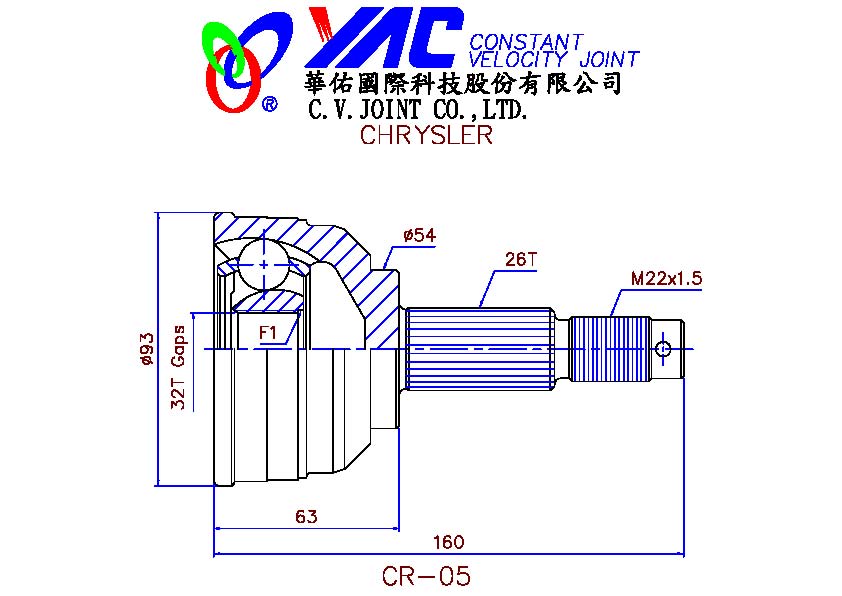 YAC CONSTANT
VELOCITY JOINT
®
華佑國際科技股份有限公司
C.V.JOINT CO.,LTD.
CHRYSLER
ø54
26T
M22x1.5
ø93
32T Gaps
F1
63
160
CR-05